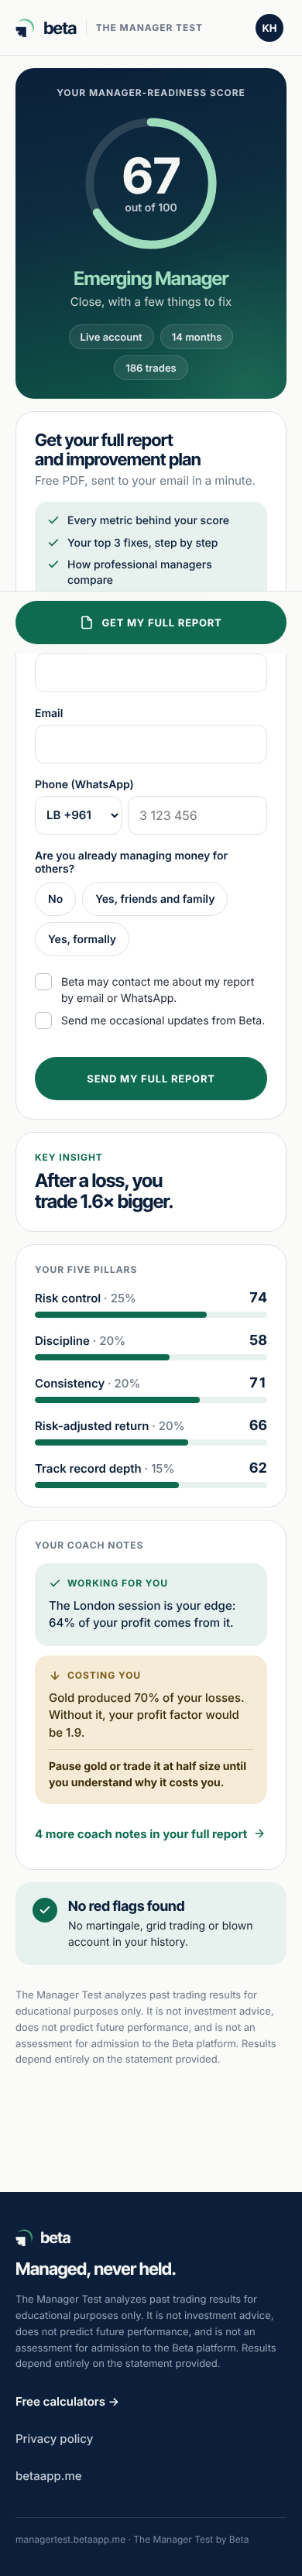 beta
THE MANAGER TEST
KH
YOUR MANAGER-READINESS SCORE
67
out of 100
Emerging Manager
Close, with a few things to fix
Live account
14 months
186 trades
Get your full report
and improvement plan
Free PDF, sent to your email in a minute.
Every metric behind your score
Your top 3 fixes, step by step
How professional managers
compare
GET MY FULL REPORT
Email
Phone (WhatsApp)
LB +961
3 123 456
Are you already managing money for
others?
No
Yes, friends and family
Yes, formally
Beta may contact me about my report
by email or WhatsApp.
Send me occasional updates from Beta.
SEND MY FULL REPORT
KEY INSIGHT
After a loss, you
trade 1.6× bigger.
YOUR FIVE PILLARS
Risk control · 25%
74
Discipline · 20%
58
Consistency · 20%
71
Risk-adjusted return · 20%
66
Track record depth · 15%
62
YOUR COACH NOTES
WORKING FOR YOU
The London session is your edge:
64% of your profit comes from it.
COSTING YOU
Gold produced 70% of your losses.
Without it, your profit factor would
be 1.9.
Pause gold or trade it at half size until
you understand why it costs you.
4 more coach notes in your full report →
No red flags found
No martingale, grid trading or blown
account in your history.
The Manager Test analyzes past trading results for
educational purposes only. It is not investment advice,
does not predict future performance, and is not an
assessment for admission to the Beta platform. Results
depend entirely on the statement provided.
beta
Managed, never held.
The Manager Test analyzes past trading results for
educational purposes only. It is not investment advice,
does not predict future performance, and is not an
assessment for admission to the Beta platform. Results
depend entirely on the statement provided.
Free calculators →
Privacy policy
betaapp.me
managertest.betaapp.me · The Manager Test by Beta